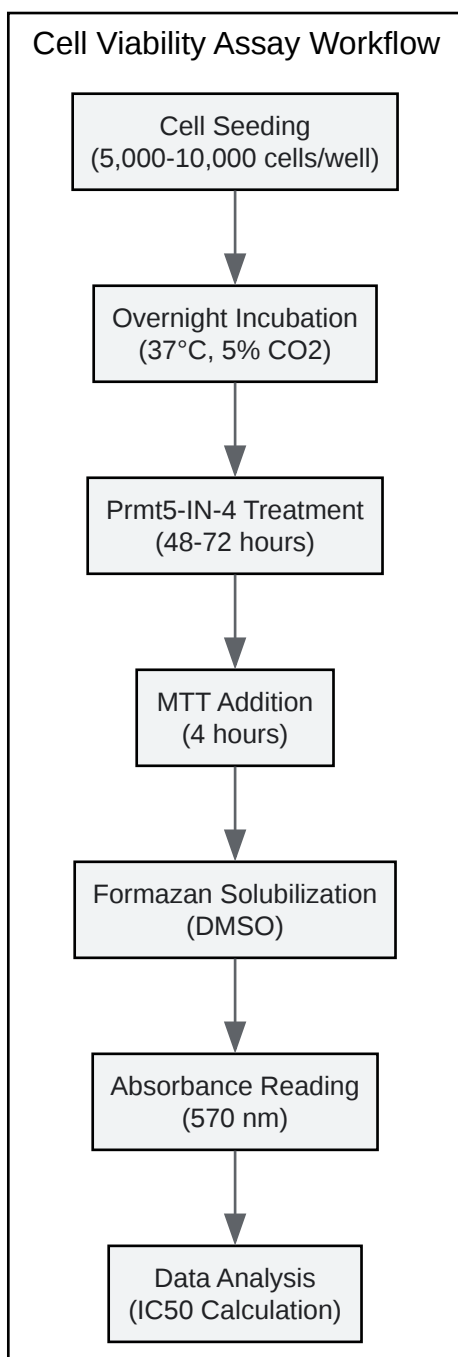 Cell Viability Assay Workflow
Cell Seeding
(5,000-10,000 cells/well)
Overnight Incubation
(37°C, 5% CO2)
Prmt5-IN-4 Treatment
(48-72 hours)
MTT Addition
(4 hours)
Formazan Solubilization
(DMSO)
Absorbance Reading
(570 nm)
Data Analysis
(IC50 Calculation)